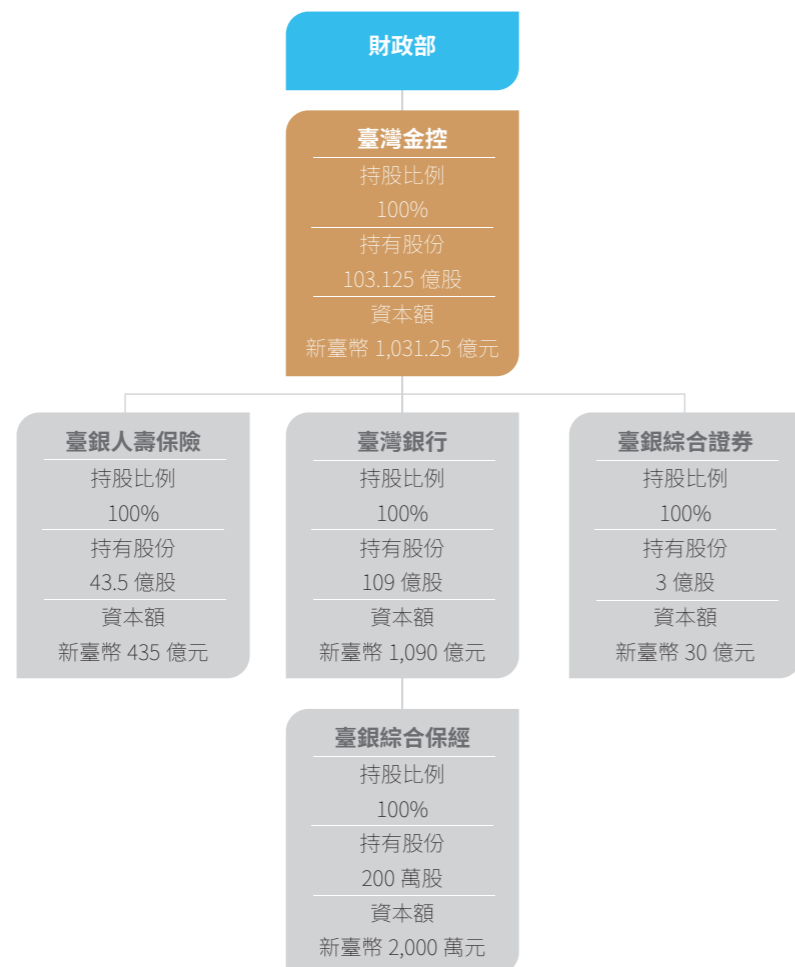 財政部
臺灣金控
持股比例
100%
持有股份
103.125 億股
資本額
新臺幣 1,031.25 億元
臺銀人壽保險
持股比例
100%
持有股份
43.5 億股
資本額
新臺幣 435 億元
臺灣銀行
持股比例
100%
持有股份
109 億股
資本額
新臺幣 1,090 億元
臺銀綜合證券
持股比例
100%
持有股份
3 億股
資本額
新臺幣 30 億元
臺銀綜合保經
持股比例
100%
持有股份
200 萬股
資本額
新臺幣 2,000 萬元